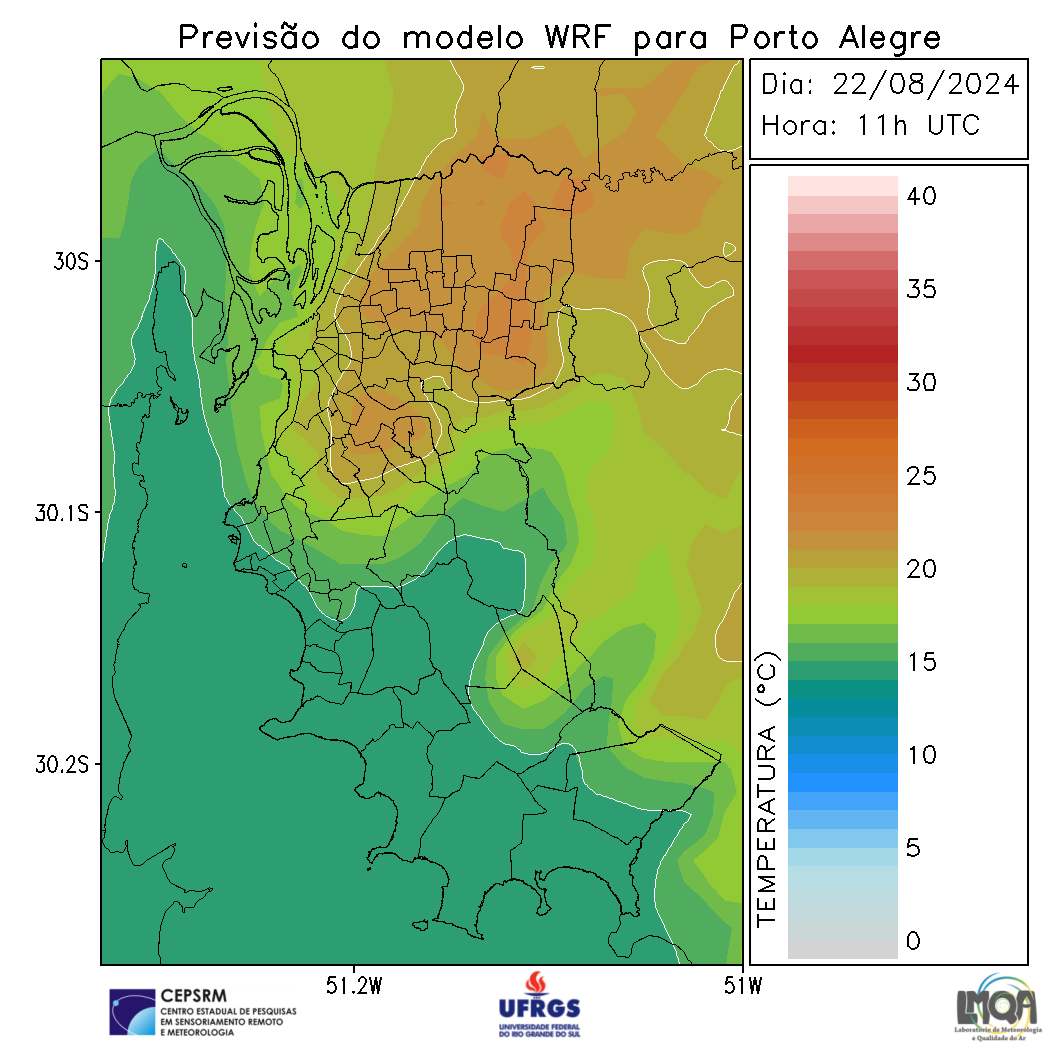 Previsão do modelo WRF para Porto Alegre
Dia: 22/08/2024
Hora: 11h UTC
40
35
30
25
20
15
10
5
0
TEMPERATURA (°C)
30S
30.1S
30.2S
51.2W
51W
CEPSRM
CENTRO ESTADUAL DE PESQUISAS
EM SENSORIAMENTO REMOTO
E METEOROLOGIA
UFRGS
UNIVERSIDADE FEDERAL
DO RIO GRANDE DO SUL
LMQA
Laboratório de Meteorologia
e Qualidade do Ar